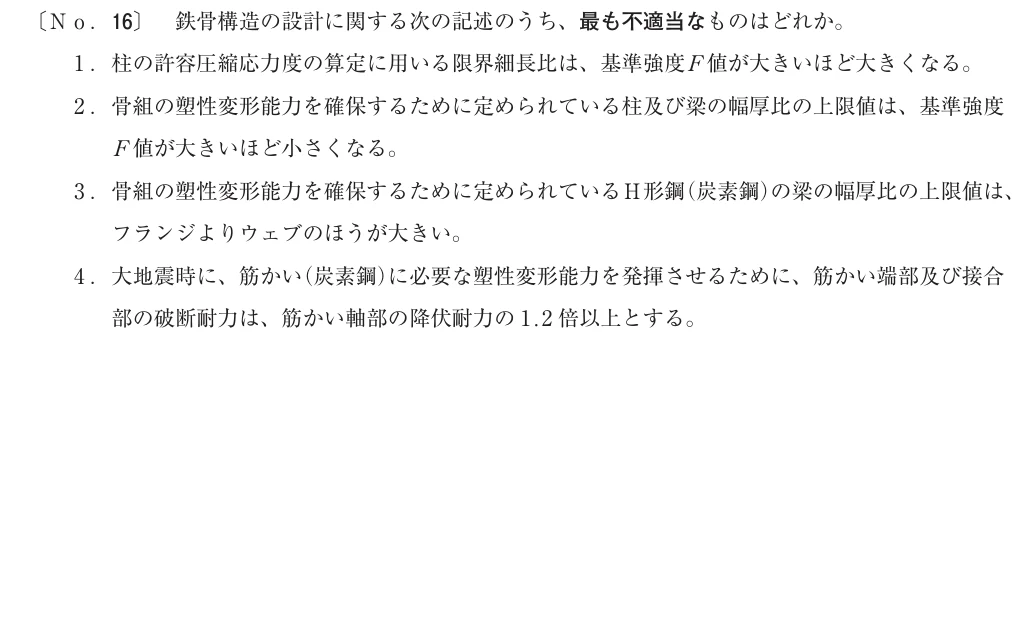 〔Ｎｏ．16〕　鉄骨構造の設計に関する次の記述のうち、最も不適当なものはどれか。
１．柱の許容圧縮応力度の算定に用いる限界細長比は、基準強度F値が大きいほど大きくなる。
２．骨組の塑性変形能力を確保するために定められている柱及び梁の幅厚比の上限値は、基準強度
F値が大きいほど小さくなる。
３．骨組の塑性変形能力を確保するために定められているＨ形鋼(炭素鋼)の梁の幅厚比の上限値は、
フランジよりウェブのほうが大きい。
４．大地震時に、筋かい(炭素鋼)に必要な塑性変形能力を発揮させるために、筋かい端部及び接合
部の破断耐力は、筋かい軸部の降伏耐力の1.2倍以上とする。